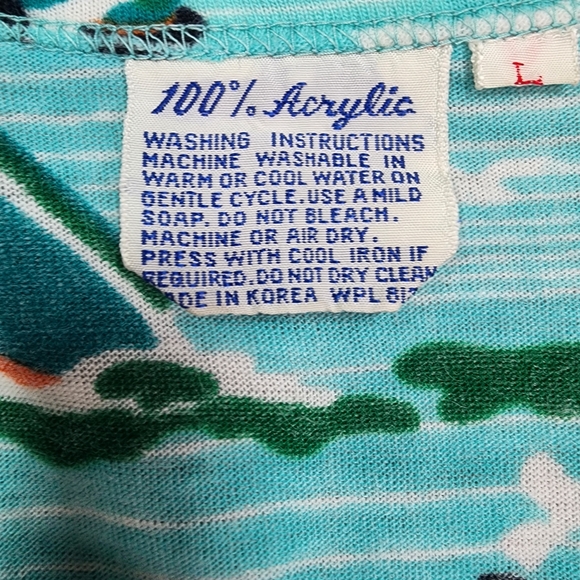 100% Acrylic
L
WASHING INSTRUCTIONS
MACHINE WASHABLE IN
WARM OR COOL WATER ON
GENTLE CYCLE. USE A MILD
SOAP. DO NOT BLEACH.
MACHINE OR AIR DRY.
PRESS WITH COOL IRON IF
REQUIRED. DO NOT DRY CLEAN
MADE IN KOREA WPL